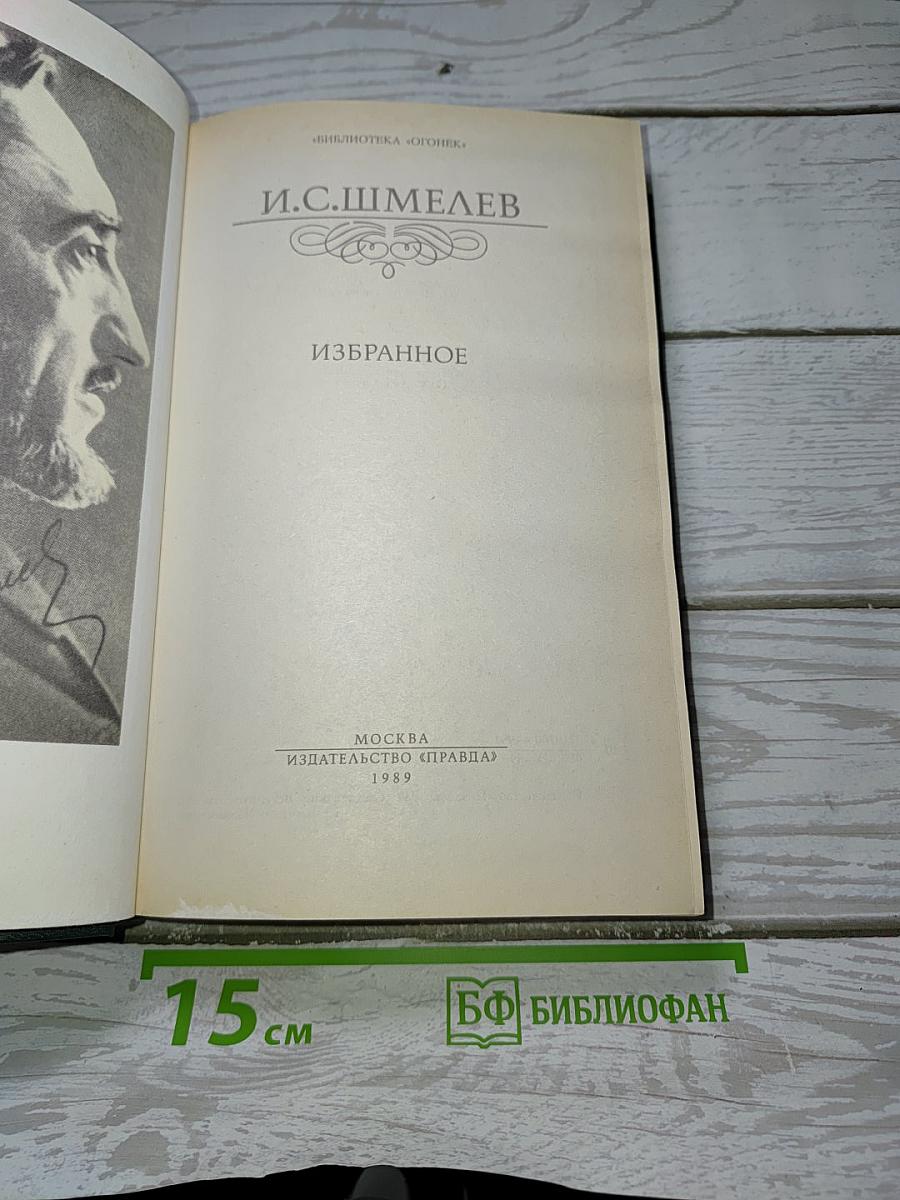 «БИБЛИОТЕКА «ОГОНЕК»
И.С.ШМЕЛЕВ
ИЗБРАННОЕ
МОСКВА
ИЗДАТЕЛЬСТВО «ПРАВДА»
1989
15 см
БФ БИБЛИОФАН